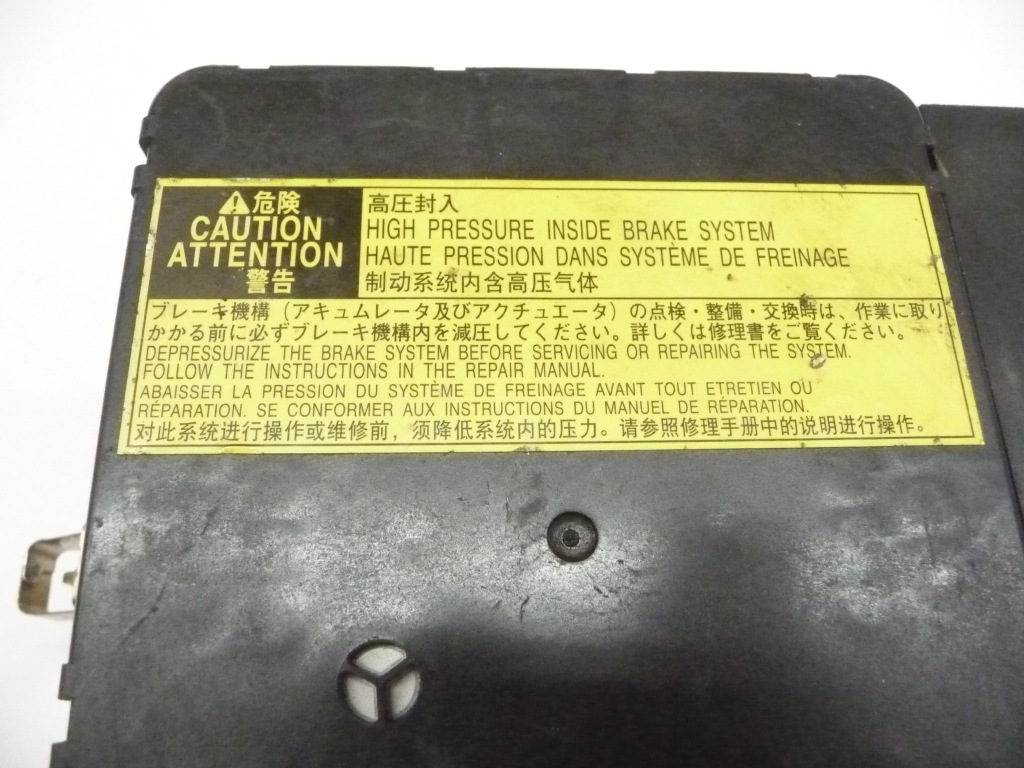 ⚠危険
CAUTION
ATTENTION
警告
高圧封入
HIGH PRESSURE INSIDE BRAKE SYSTEM
HAUTE PRESSION DANS SYSTÈME DE FREINAGE
制动系统内含高压气体
ブレーキ機構（アキュムレータ及びアクチュエータ）の点検・整備・交換時は、作業に取り
かかる前に必ずブレーキ機構内を減圧してください。詳しくは修理書をご覧ください。
DEPRESSURIZE THE BRAKE SYSTEM BEFORE SERVICING OR REPAIRING THE SYSTEM.
FOLLOW THE INSTRUCTIONS IN THE REPAIR MANUAL.
ABAISSER LA PRESSION DU SYSTÈME DE FREINAGE AVANT TOUT ETRETIEN OU
RÉPARATION. SE CONFORMER AUX INSTRUCTIONS DU MANUEL DE RÉPARATION.
对此系统进行操作或维修前，须降低系统内的压力。请参照修理手册中的说明进行操作。